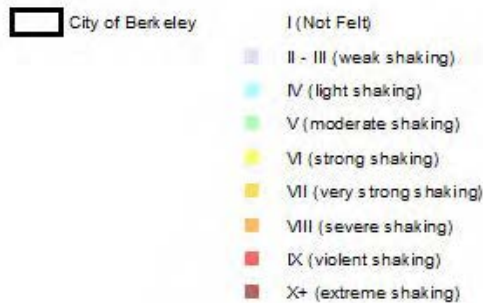 City of Berkeley
I (Not Felt)
II - III (weak shaking)
IV (light shaking)
V (moderate shaking)
VI (strong shaking)
VII (very strong shaking)
VIII (severe shaking)
IX (violent shaking)
X+ (extreme shaking)